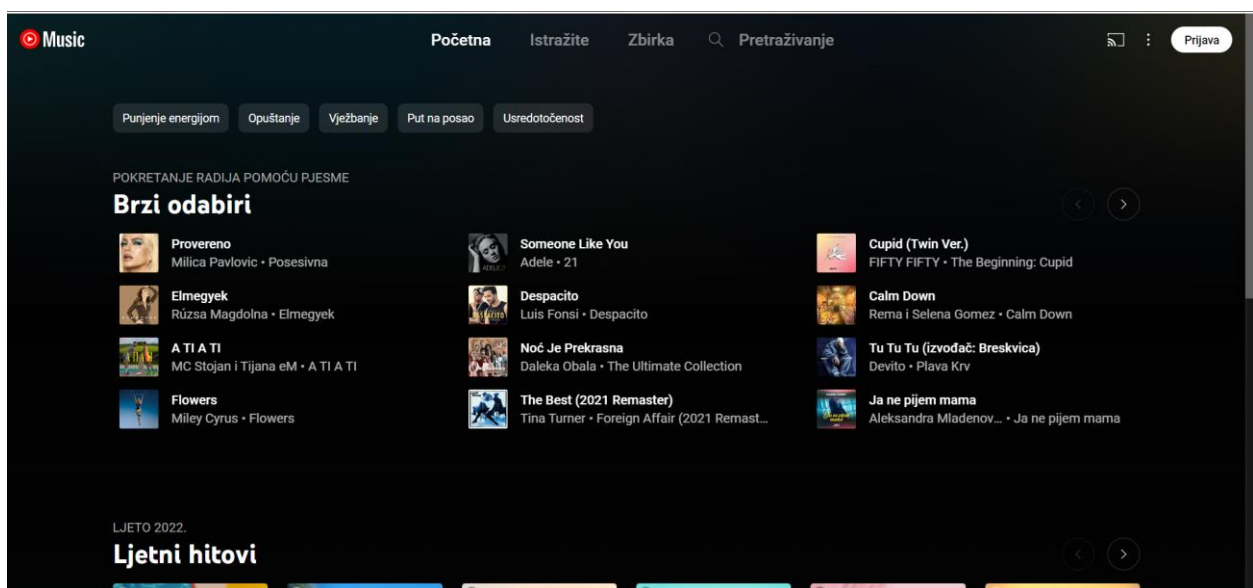 Music
Početna Istražite Zbirka Pretraživanje Prijava
Punjenje energijom Opuštanje Vježbanje Put na posao Usredotočenost
POKRETANJE RADIJA POMOĆU PJESME
Brzi odabiri
Provereno
Milica Pavlovic • Posesivna
Someone Like You
Adele • 21
Cupid (Twin Ver.)
FIFTY FIFTY • The Beginning: Cupid
Elmegyek
Rúzsa Magdolna • Elmegyek
Despacito
Luis Fonsi • Despacito
Calm Down
Rema i Selena Gomez • Calm Down
A TI A TI
MC Stojan i Tijana eM • A TI A TI
Noć Je Prekrasna
Daleka Obala • The Ultimate Collection
Tu Tu Tu (izvođač: Breskvica)
Devito • Plava Krv
Flowers
Miley Cyrus • Flowers
The Best (2021 Remaster)
Tina Turner • Foreign Affair (2021 Remast...
Ja ne pijem mama
Aleksandra Mladenov... • Ja ne pijem mama
LJETO 2022.
Ljetni hitovi